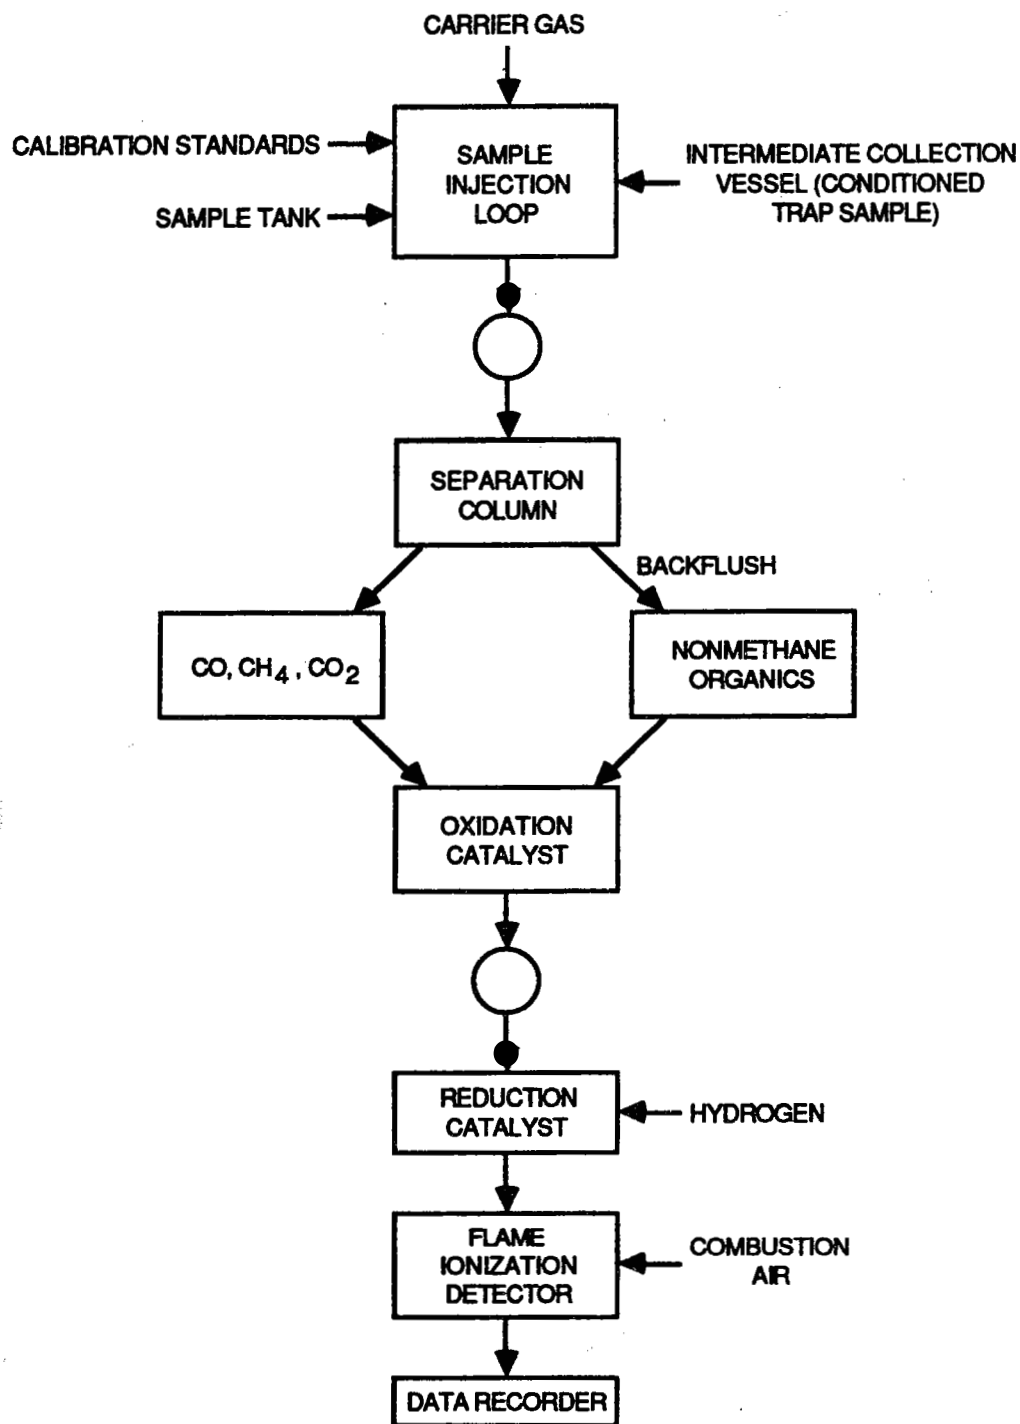 CARRIER GAS
CALIBRATION STANDARDS
SAMPLE TANK
SAMPLE
INJECTION
LOOP
INTERMEDIATE COLLECTION
VESSEL (CONDITIONED
TRAP SAMPLE)
SEPARATION
COLUMN
BACKFLUSH
CO, CH4, CO2
NONMETHANE
ORGANICS
OXIDATION
CATALYST
REDUCTION
CATALYST
HYDROGEN
FLAME
IONIZATION
DETECTOR
COMBUSTION
AIR
DATA RECORDER